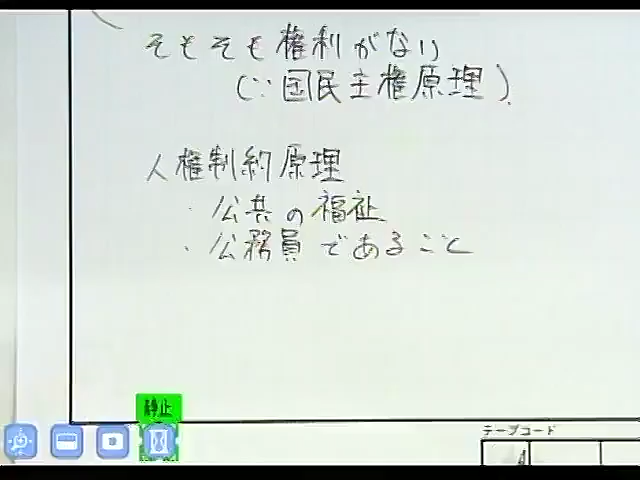 そもそも権利がない
(∵国民主権原理).
人権制約原理
・公共の福祉
・公務員であること
静止
テープコード